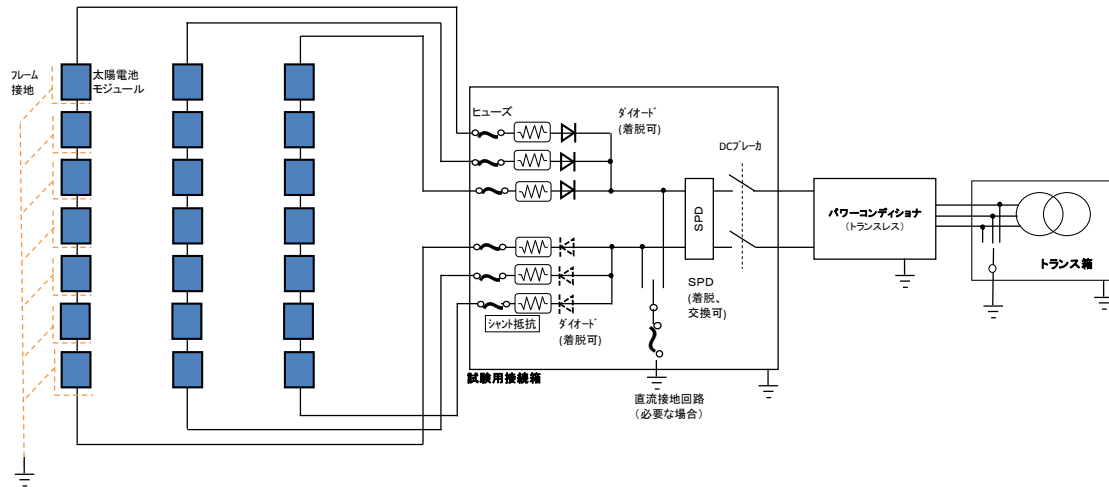 フレーム
接地
太陽電池
モジュール
ヒューズ
ダイオード
(着脱可)
DCブレーカ
SPD
SPD
(着脱、
交換可)
シャント抵抗
ダイオード
(着脱可)
試験用接続箱
直流接地回路
（必要な場合）
パワーコンディショナ
（トランスレス）
トランス箱